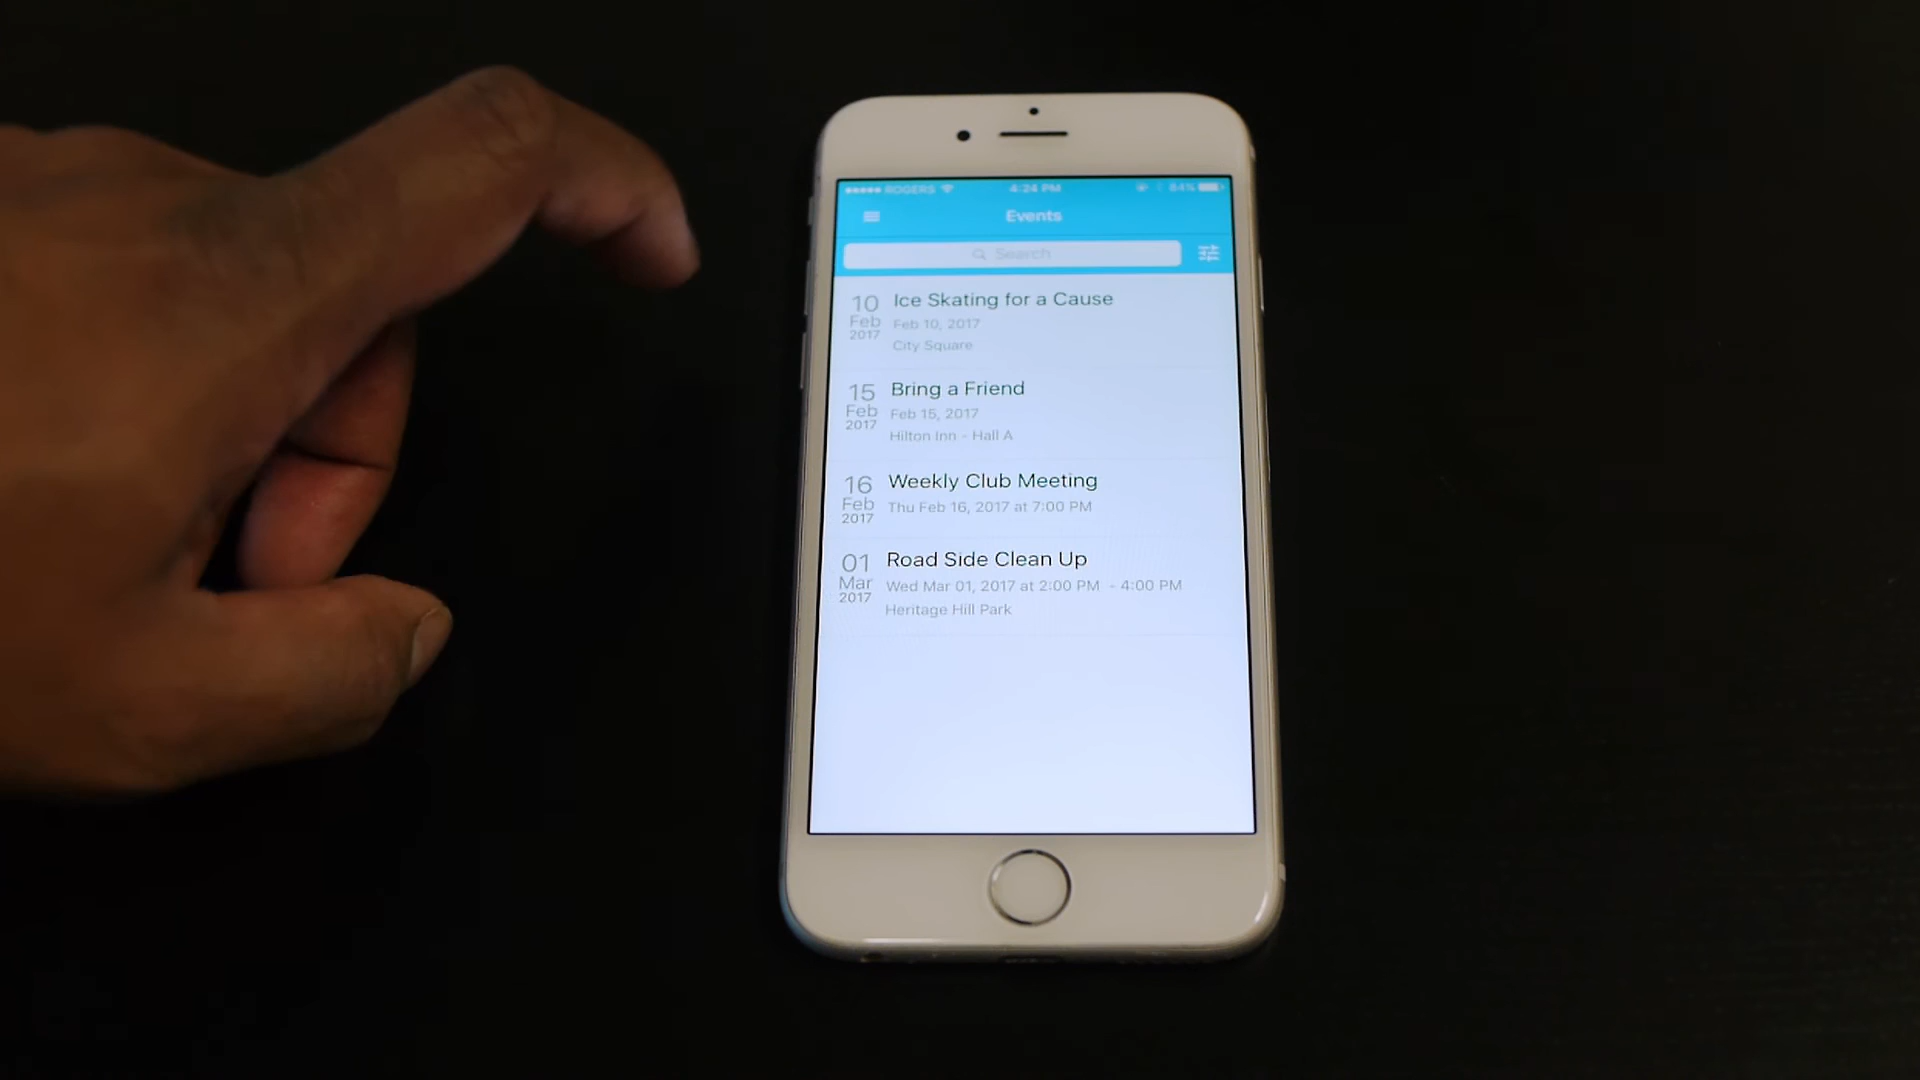 ROGERS 4:24 PM 84%
Events
Search
10 Feb 2017
Ice Skating for a Cause
Feb 10, 2017
City Square
15 Feb 2017
Bring a Friend
Feb 15, 2017
Hilton Inn - Hall A
16 Feb 2017
Weekly Club Meeting
Thu Feb 16, 2017 at 7:00 PM
01 Mar 2017
Road Side Clean Up
Wed Mar 01, 2017 at 2:00 PM - 4:00 PM
Heritage Hill Park